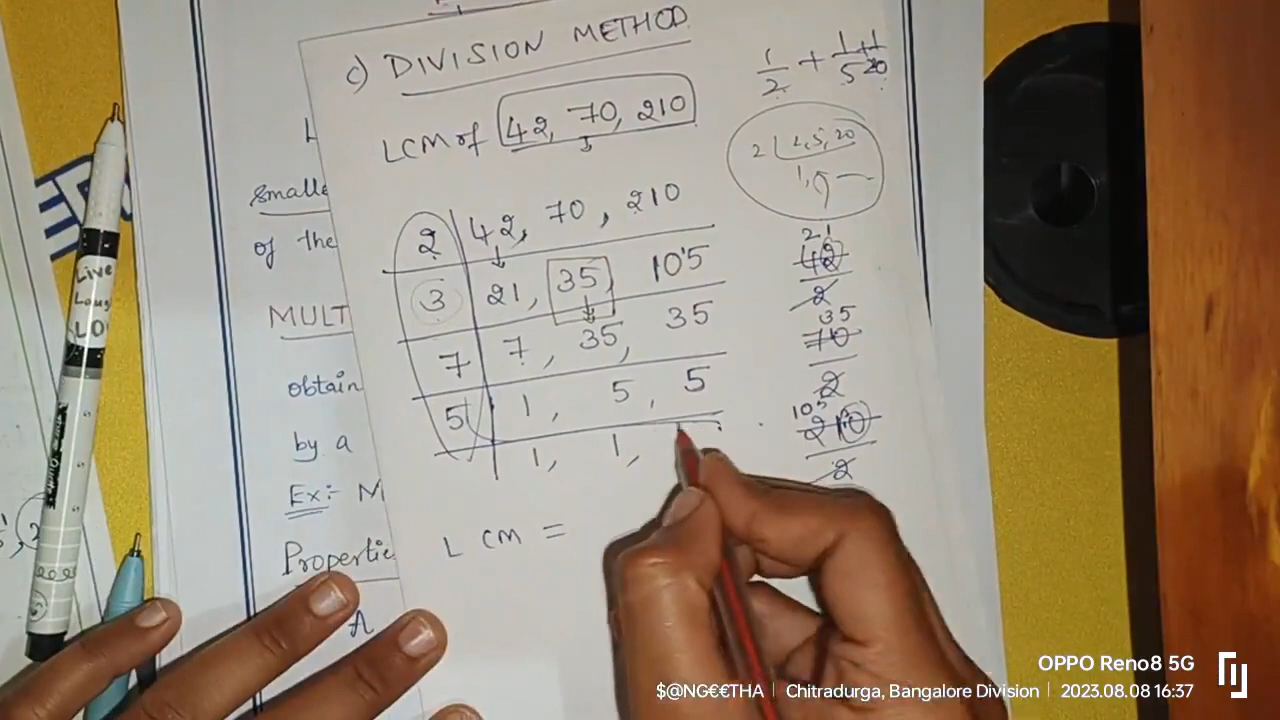 c) DIVISION METHOD
LCM of 42, 70, 210
2 | 42, 70, 210
3 | 21, 35, 105
7 | 7, 35, 35
5 | 1, 5, 5
1, 1,
L CM =
1/2 + 1/5 + 1/20
2 | 2, 5, 20
1,
21
42
2
35
70
2
105
210
2
Smalle
of the
MULT
obtain
by a
Ex:- M
Propertie
A
Live
OPPO Reno8 5G
$@NG€€THA | Chitradurga, Bangalore Division | 2023.08.08 16:37